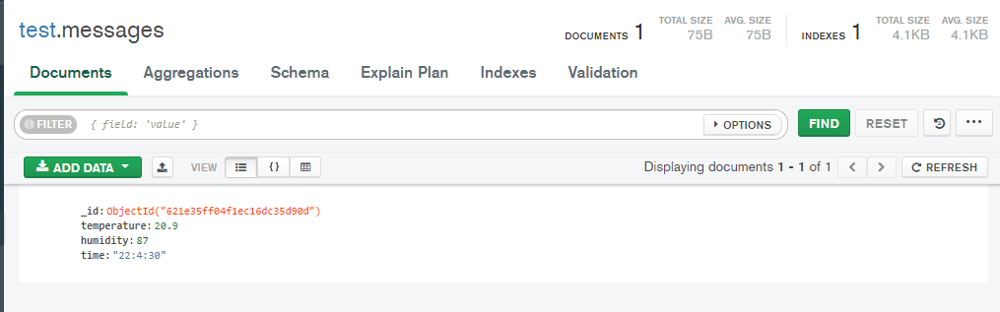 test.messages
DOCUMENTS 1 TOTAL SIZE 75B AVG. SIZE 75B INDEXES 1 TOTAL SIZE 4.1KB AVG. SIZE 4.1KB
Documents Aggregations Schema Explain Plan Indexes Validation
FILTER { field: 'value' } OPTIONS FIND RESET ...
ADD DATA VIEW {} Displaying documents 1 - 1 of 1 < > REFRESH
_id: ObjectId("621e35ff04f1ec16dc35d90d")
temperature: 20.9
humidity: 87
time: "22:4:30"